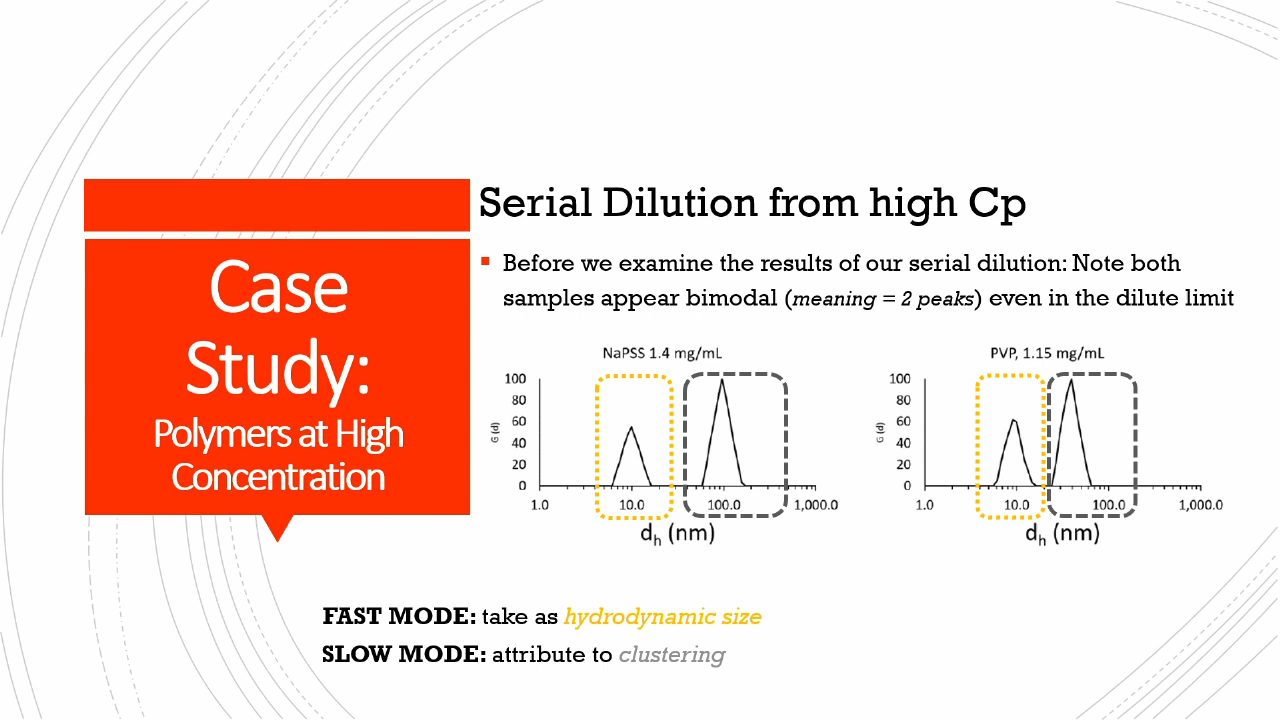 Serial Dilution from high Cp
Case
Study:
Polymers at High
Concentration
▪ Before we examine the results of our serial dilution: Note both
samples appear bimodal (meaning = 2 peaks) even in the dilute limit
NaPSS 1.4 mg/mL
100
80
60
40
20
0
G (d)
1.0 10.0 100.0 1,000.0
dₕ (nm)
PVP, 1.15 mg/mL
100
80
60
40
20
0
G (d)
1.0 10.0 100.0 1,000.0
dₕ (nm)
FAST MODE: take as hydrodynamic size
SLOW MODE: attribute to clustering